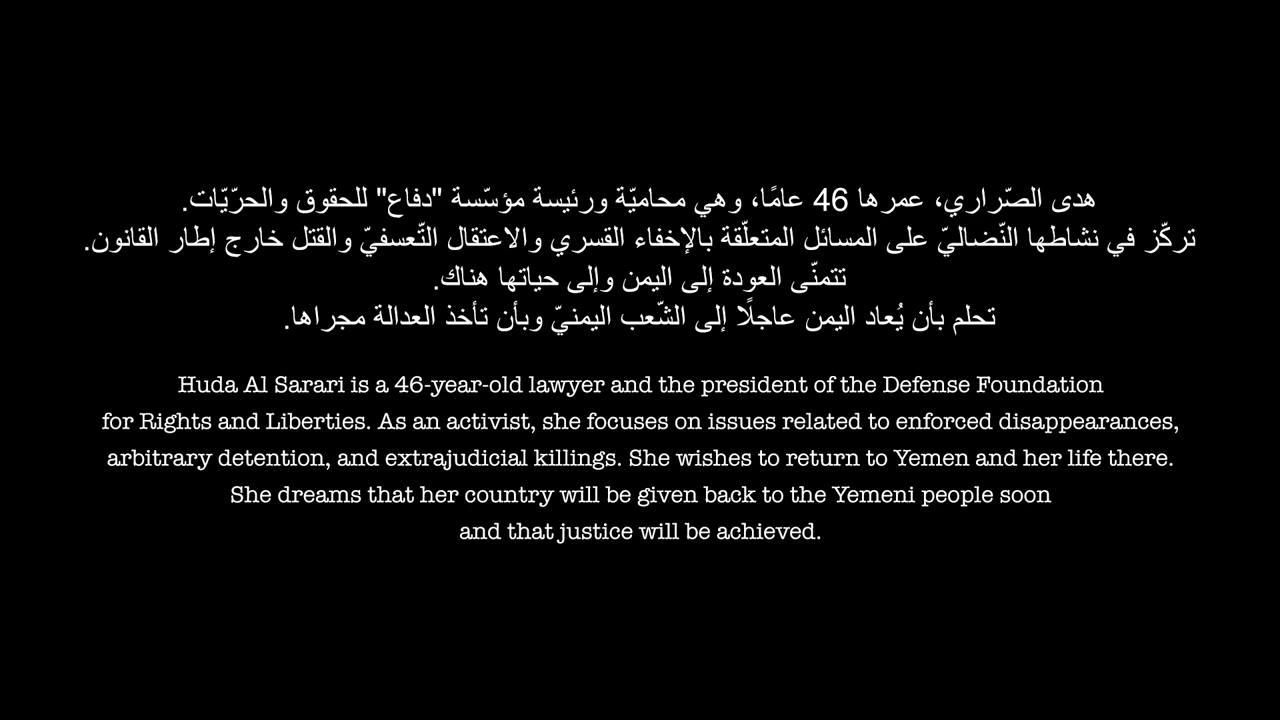 هدى الصّراري، عمرها 46 عامًا، وهي محاميّة ورئيسة مؤسّسة "دفاع" للحقوق والحرّيّات.
تركّز في نشاطها النّضاليّ على المسائل المتعلّقة بالإخفاء القسري والاعتقال التّعسفيّ والقتل خارج إطار القانون.
تتمنّى العودة إلى اليمن وإلى حياتها هناك.
تحلم بأن يُعاد اليمن عاجلًا إلى الشّعب اليمنيّ وبأن تأخذ العدالة مجراها.
Huda Al Sarari is a 46-year-old lawyer and the president of the Defense Foundation
for Rights and Liberties. As an activist, she focuses on issues related to enforced disappearances,
arbitrary detention, and extrajudicial killings. She wishes to return to Yemen and her life there.
She dreams that her country will be given back to the Yemeni people soon
and that justice will be achieved.